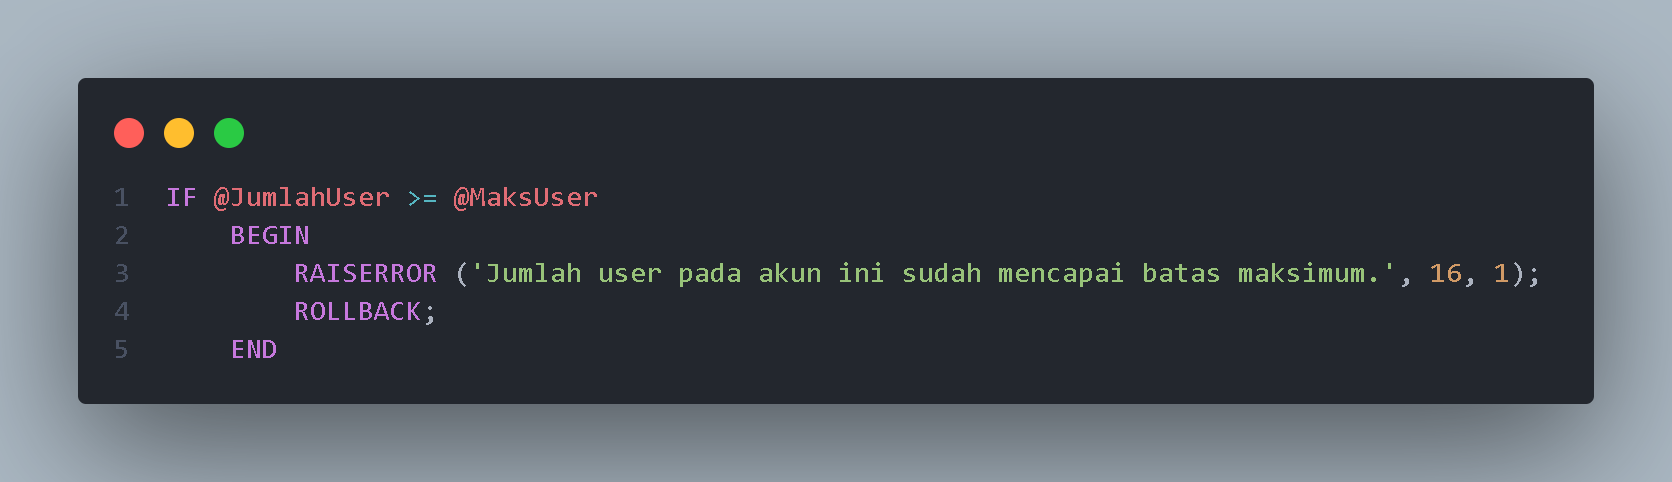 1 IF @JumlahUser >= @MaksUser
2 BEGIN
3 RAISERROR ('Jumlah user pada akun ini sudah mencapai batas maksimum.', 16, 1);
4 ROLLBACK;
5 END